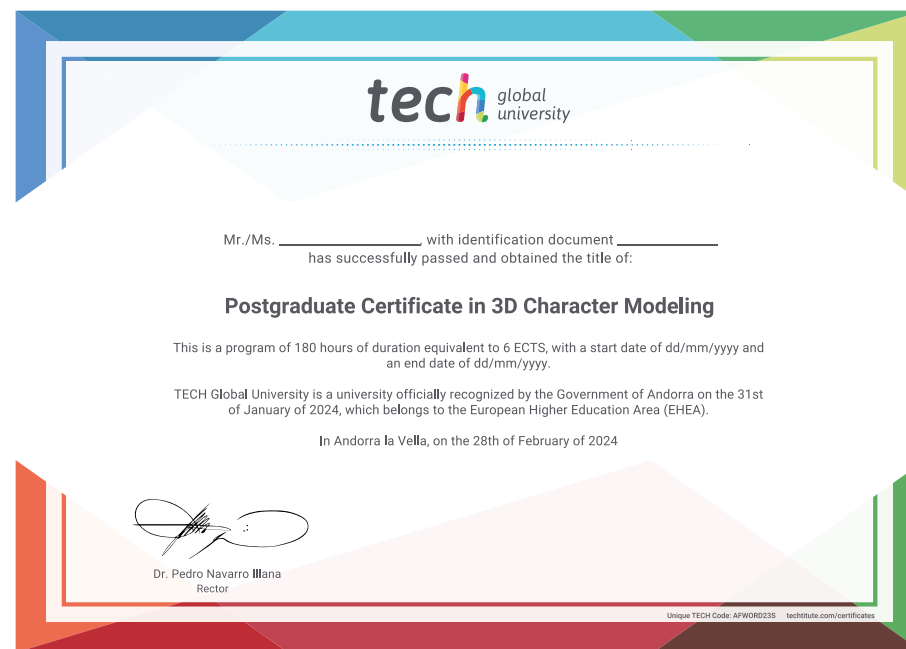 tech global
university
Mr./Ms. ______________, with identification document __________
has successfully passed and obtained the title of:
Postgraduate Certificate in 3D Character Modeling
This is a program of 180 hours of duration equivalent to 6 ECTS, with a start date of dd/mm/yyyy and
an end date of dd/mm/yyyy.
TECH Global University is a university officially recognized by the Government of Andorra on the 31st
of January of 2024, which belongs to the European Higher Education Area (EHEA).
In Andorra la Vella, on the 28th of February of 2024
Dr. Pedro Navarro Illana
Rector
Unique TECH Code: AFWORD23S techtitute.com/certificates